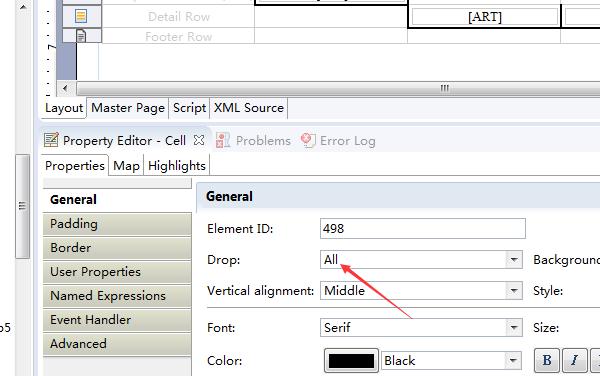 Detail Row
[ART]
Footer Row
Layout Master Page Script XML Source
Property Editor - Cell Problems Error Log
Properties Map Highlights
General
Padding
Border
User Properties
Named Expressions
Event Handler
Advanced
General
Element ID: 498
Drop: All Background
Vertical alignment: Middle Style:
Font: Serif Size:
Color: Black B I